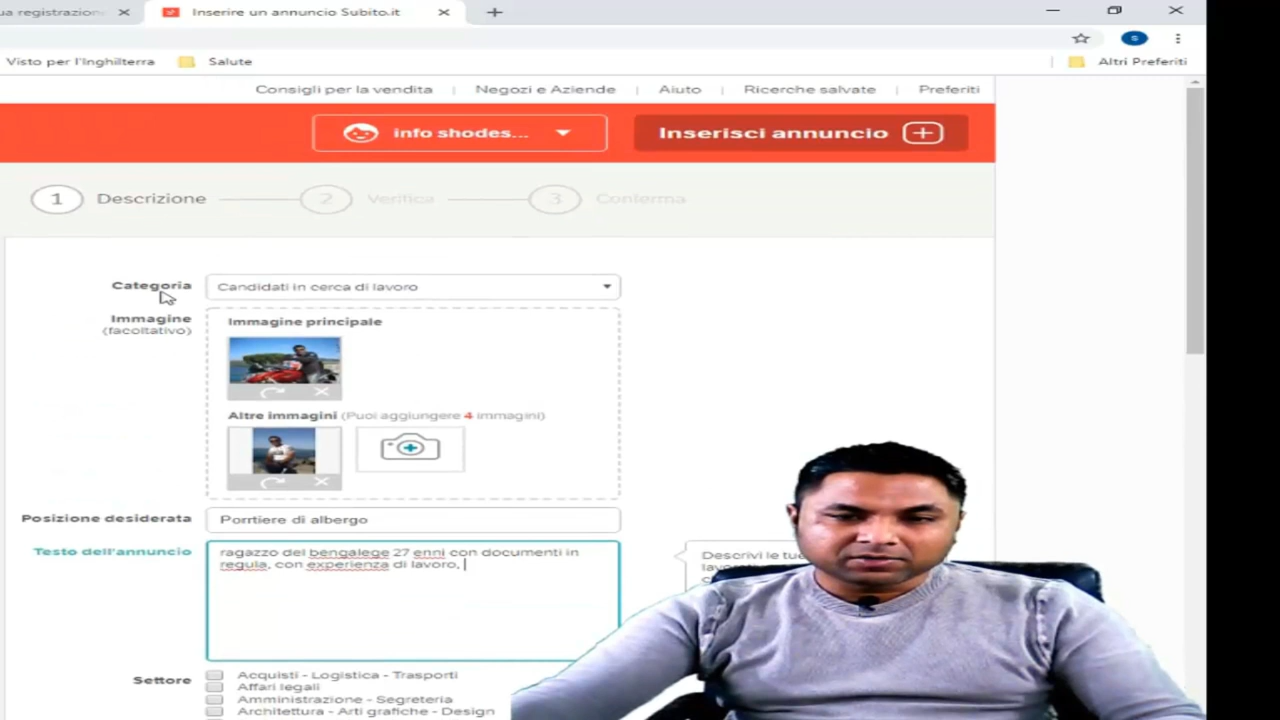 ua registrazion
Inserire un annuncio Subito.it
Visto per l'Inghilterra
Salute
Altri Preferiti
Consigli per la vendita
Negozi e Aziende
Aiuto
Ricerche salvate
Preferiti
info shodes...
Inserisci annuncio
1 Descrizione
2 Verifica
3 Conferma
Categoria
Candidati in cerca di lavoro
Immagine
(facoltativo)
Immagine principale
Altre immagini (Puoi aggiungere 4 immagini)
Posizione desiderata
Porrtiere di albergo
Testo dell'annuncio
ragazzo del bengalege 27 enni con documenti in
regula, con experienza di lavoro,
Descrivi le tue
Settore
Acquisti - Logistica - Trasporti
Affari legali
Amministrazione - Segreteria
Architettura - Arti grafiche - Design